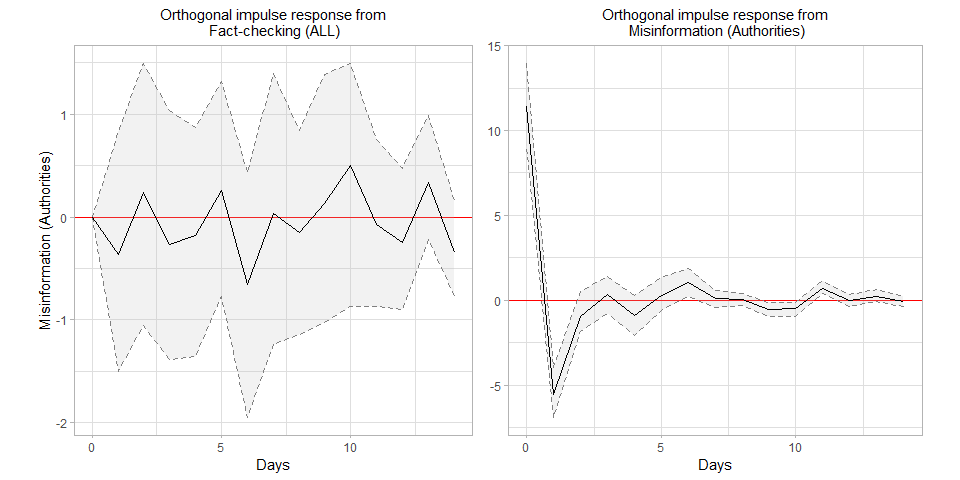 Orthogonal impulse response from
Fact-checking (ALL)
Misinformation (Authorities)
1
0
-1
-2
0
5
10
Days
Orthogonal impulse response from
Misinformation (Authorities)
15
10
5
0
-5
0
5
10
Days